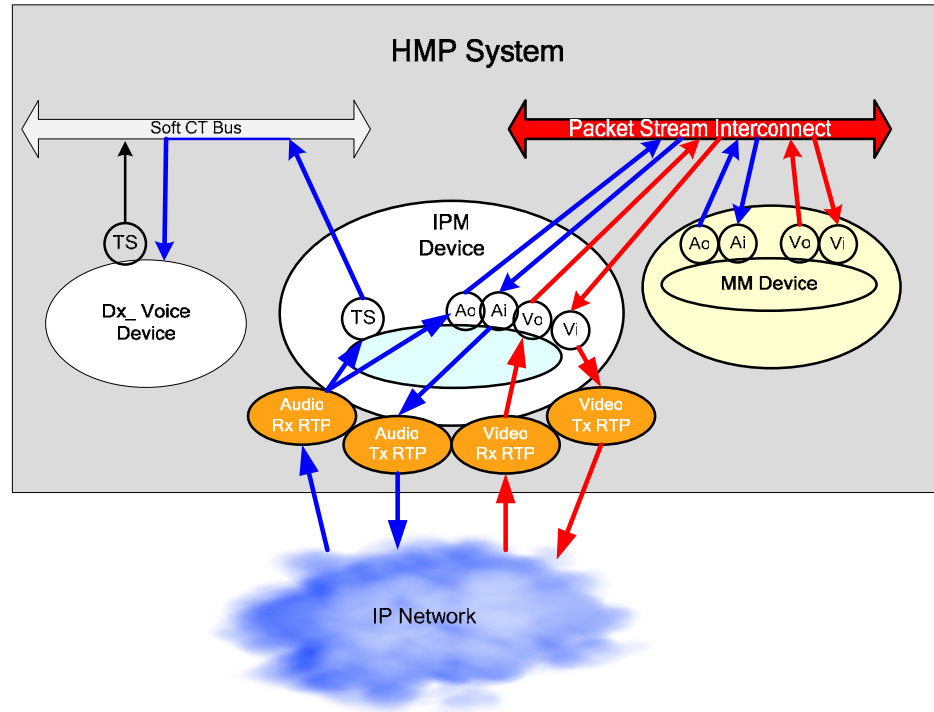 HMP System
Soft CT Bus
Packet Stream Interconnect
TS
Dx_ Voice
Device
IPM
Device
TS
Ao
Ai
Vo
Vi
Ao
Ai
Vo
Vi
MM Device
Audio
Rx RTP
Audio
Tx RTP
Video
Rx RTP
Video
Tx RTP
IP Network